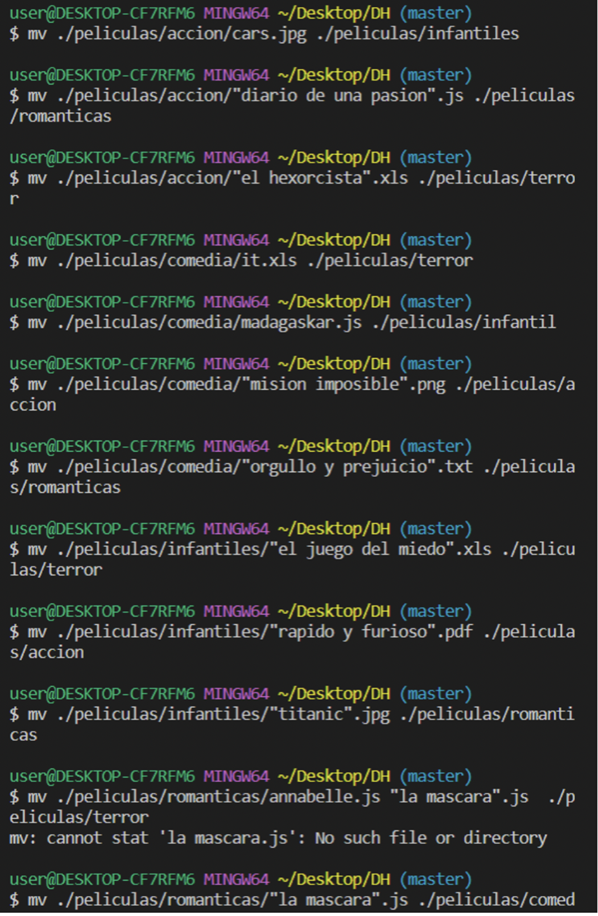 user@DESKTOP-CF7RFM6 MINGW64 ~/Desktop/DH (master)
$ mv ./peliculas/accion/cars.jpg ./peliculas/infantiles
user@DESKTOP-CF7RFM6 MINGW64 ~/Desktop/DH (master)
$ mv ./peliculas/accion/"diario de una pasion".js ./peliculas
/romanticas
user@DESKTOP-CF7RFM6 MINGW64 ~/Desktop/DH (master)
$ mv ./peliculas/accion/"el hexorcista".xls ./peliculas/terro
r
user@DESKTOP-CF7RFM6 MINGW64 ~/Desktop/DH (master)
$ mv ./peliculas/comedia/it.xls ./peliculas/terror
user@DESKTOP-CF7RFM6 MINGW64 ~/Desktop/DH (master)
$ mv ./peliculas/comedia/madagaskar.js ./peliculas/infantil
user@DESKTOP-CF7RFM6 MINGW64 ~/Desktop/DH (master)
$ mv ./peliculas/comedia/"mision imposible".png ./peliculas/a
ccion
user@DESKTOP-CF7RFM6 MINGW64 ~/Desktop/DH (master)
$ mv ./peliculas/comedia/"orgullo y prejuicio".txt ./pelicula
s/romanticas
user@DESKTOP-CF7RFM6 MINGW64 ~/Desktop/DH (master)
$ mv ./peliculas/infantiles/"el juego del miedo".xls ./pelicu
las/terror
user@DESKTOP-CF7RFM6 MINGW64 ~/Desktop/DH (master)
$ mv ./peliculas/infantiles/"rapido y furioso".pdf ./pelicula
s/accion
user@DESKTOP-CF7RFM6 MINGW64 ~/Desktop/DH (master)
$ mv ./peliculas/infantiles/"titanic".jpg ./peliculas/romanti
cas
user@DESKTOP-CF7RFM6 MINGW64 ~/Desktop/DH (master)
$ mv ./peliculas/romanticas/annabelle.js "la mascara".js  ./p
eliculas/terror
mv: cannot stat 'la mascara.js': No such file or directory
user@DESKTOP-CF7RFM6 MINGW64 ~/Desktop/DH (master)
$ mv ./peliculas/romanticas/"la mascara".js ./peliculas/comed